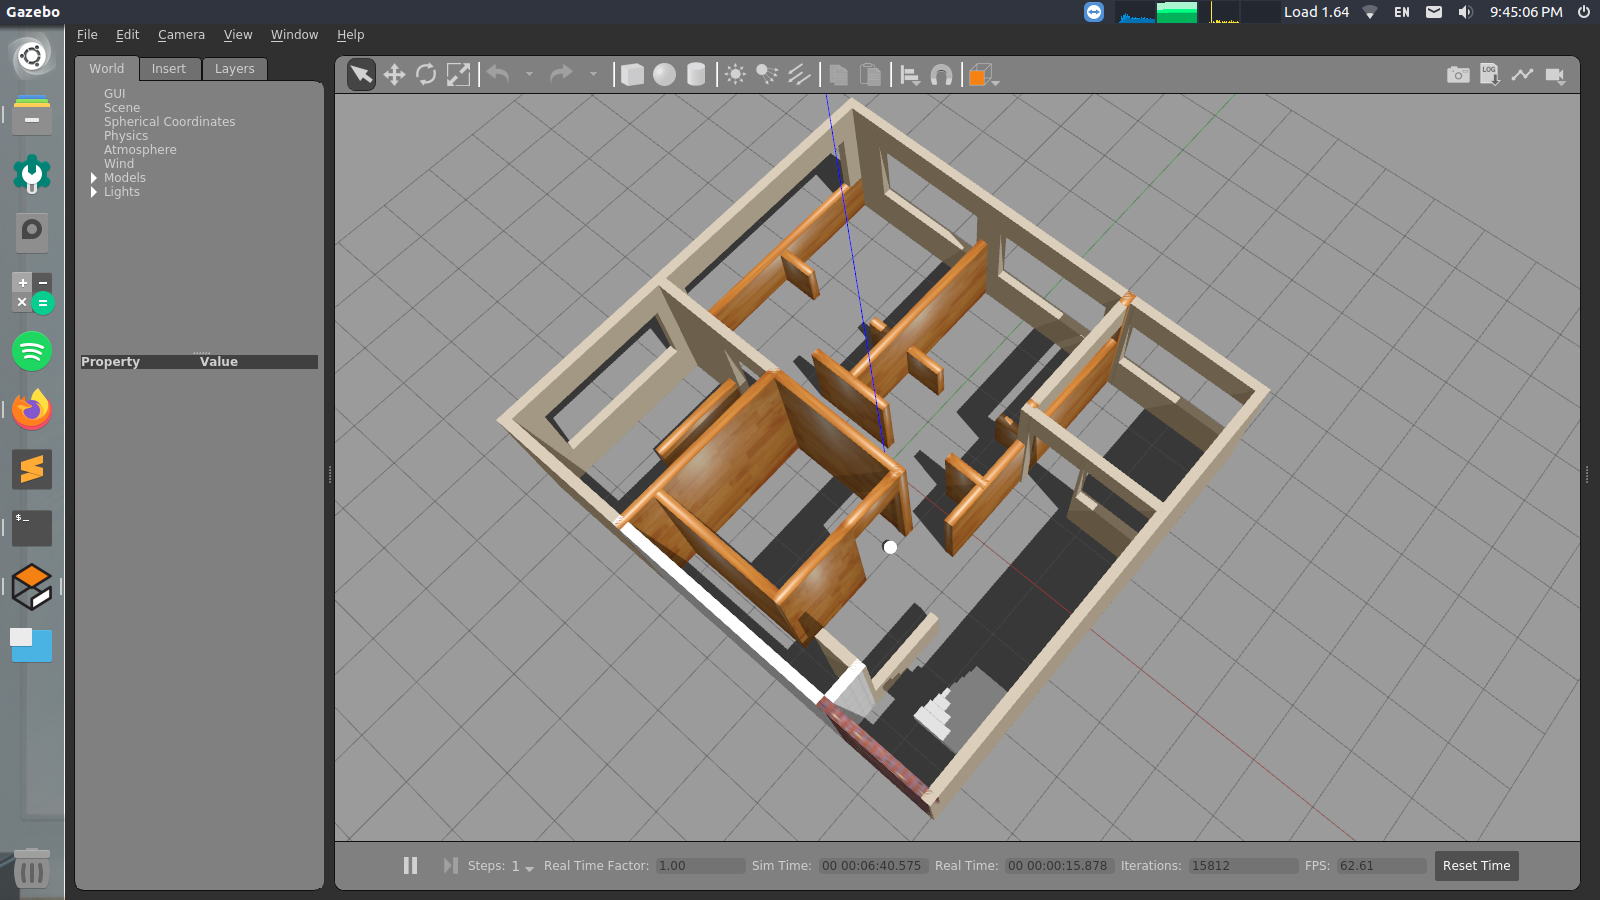 Gazebo
Load 1.64
EN
9:45:06 PM
File Edit Camera View Window Help
World Insert Layers
GUI
Scene
Spherical Coordinates
Physics
Atmosphere
Wind
Models
Lights
Property Value
LOG
$_
Steps: 1 Real Time Factor: 1.00 Sim Time: 00 00:06:40.575 Real Time: 00 00:00:15.878 Iterations: 15812 FPS: 62.61 Reset Time